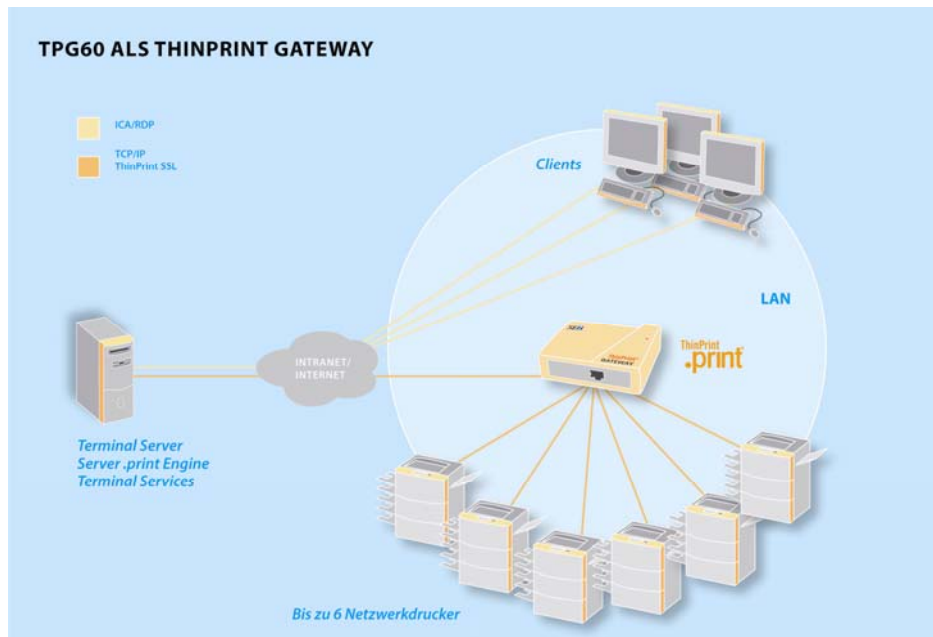 TPG60 ALS THINPRINT GATEWAY
ICA/RDP
TCP/IP
ThinPrint SSL
Clients
LAN
SEH
ThinPrint
GATEWAY
ThinPrint
.print
INTRANET/
INTERNET
Terminal Server
Server .print Engine
Terminal Services
Bis zu 6 Netzwerkdrucker